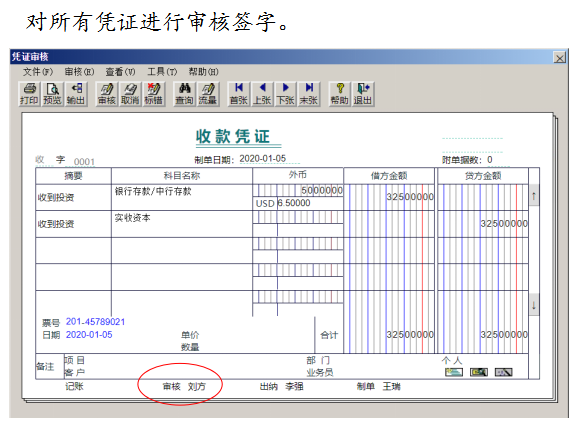 对所有凭证进行审核签字。
凭证审核
文件(F) 审核(E) 查看(V) 工具(T) 帮助(H)
打印 预览 输出 审核 取消 标错 查询 流量 首张 上张 下张 末张 帮助 退出
收款凭证
收 字 0001 制单日期：2020-01-05 附单据数：0
摘要 科目名称 外币 借方金额 贷方金额
收到投资 银行存款/中行存款 5000000 32500000
USD 6.50000
收到投资 实收资本 32500000
票号 201-45789021
日期 2020-01-05 单价 合计 32500000 32500000
数量
备注 项目 部门 个人
客户 业务员
记账 审核 刘方 出纳 李强 制单 王瑞